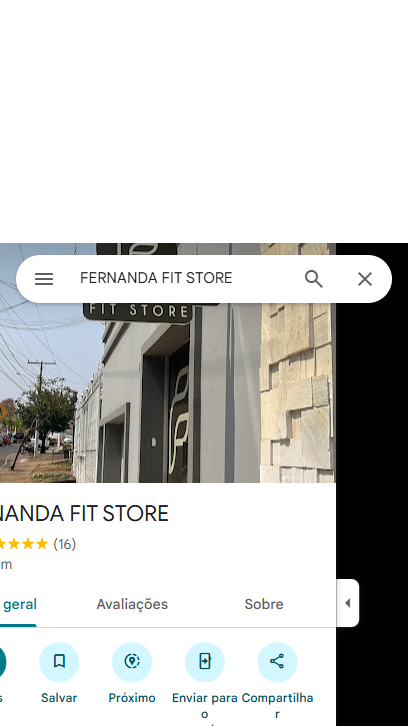 FERNANDA FIT STORE
FIT STORE
NANDA FIT STORE
(16)
m
geral
Avaliações
Sobre
s
Salvar
Próximo
Enviar para o
Compartilhar